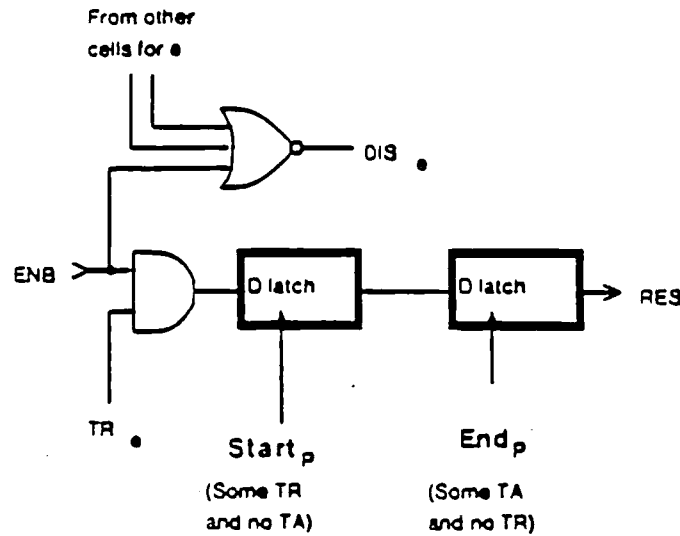 From other
cells for e
DIS e
ENB
D latch
D latch
RES
TR e
Start p
End p
(Some TR
and no TA)
(Some TA
and no TR)